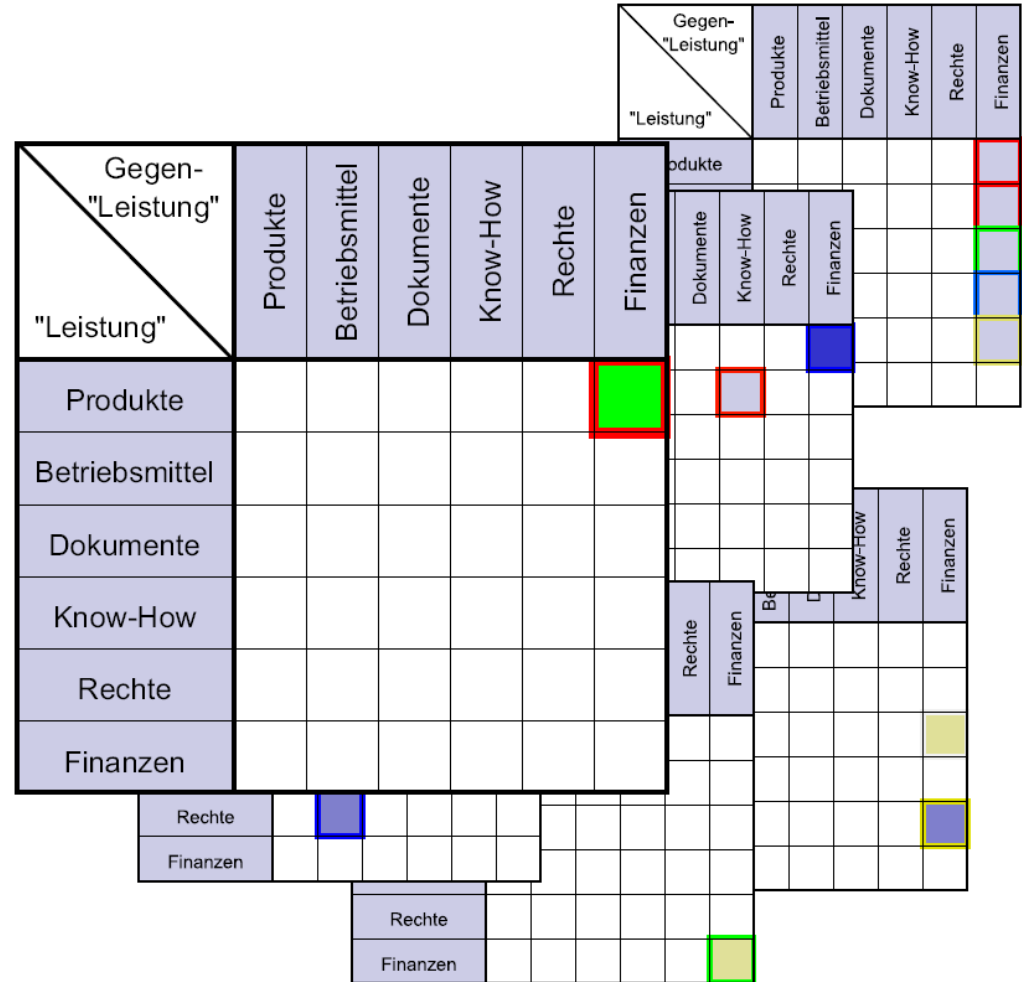 Gegen-
"Leistung"
"Leistung"
Produkte
Betriebsmittel
Dokumente
Know-How
Rechte
Finanzen
Produkte
Betriebsmittel
Dokumente
Know-How
Rechte
Finanzen
Gegen-
"Leistung"
"Leistung"
Produkte
Betriebsmittel
Dokumente
Know-How
Rechte
Finanzen
odukte
Dokumente
Know-How
Rechte
Finanzen
Be
D
Know-How
Rechte
Finanzen
Rechte
Finanzen
Rechte
Finanzen
Rechte
Finanzen